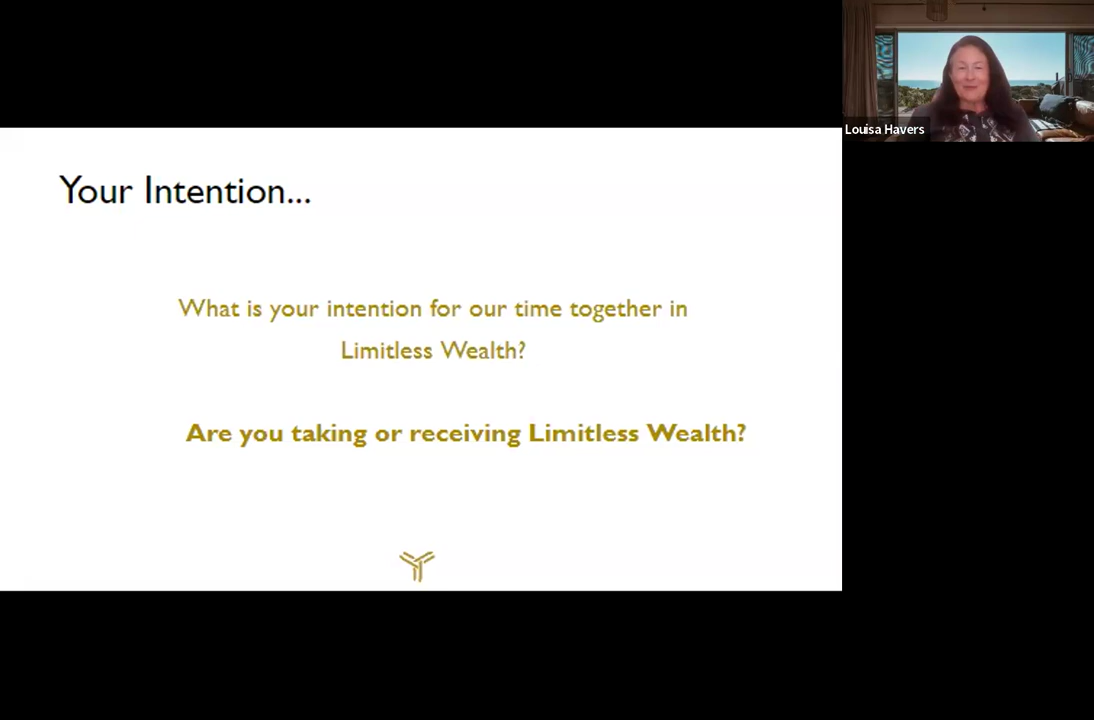 Louisa Havers
Your Intention...
What is your intention for our time together in
Limitless Wealth?
Are you taking or receiving Limitless Wealth?